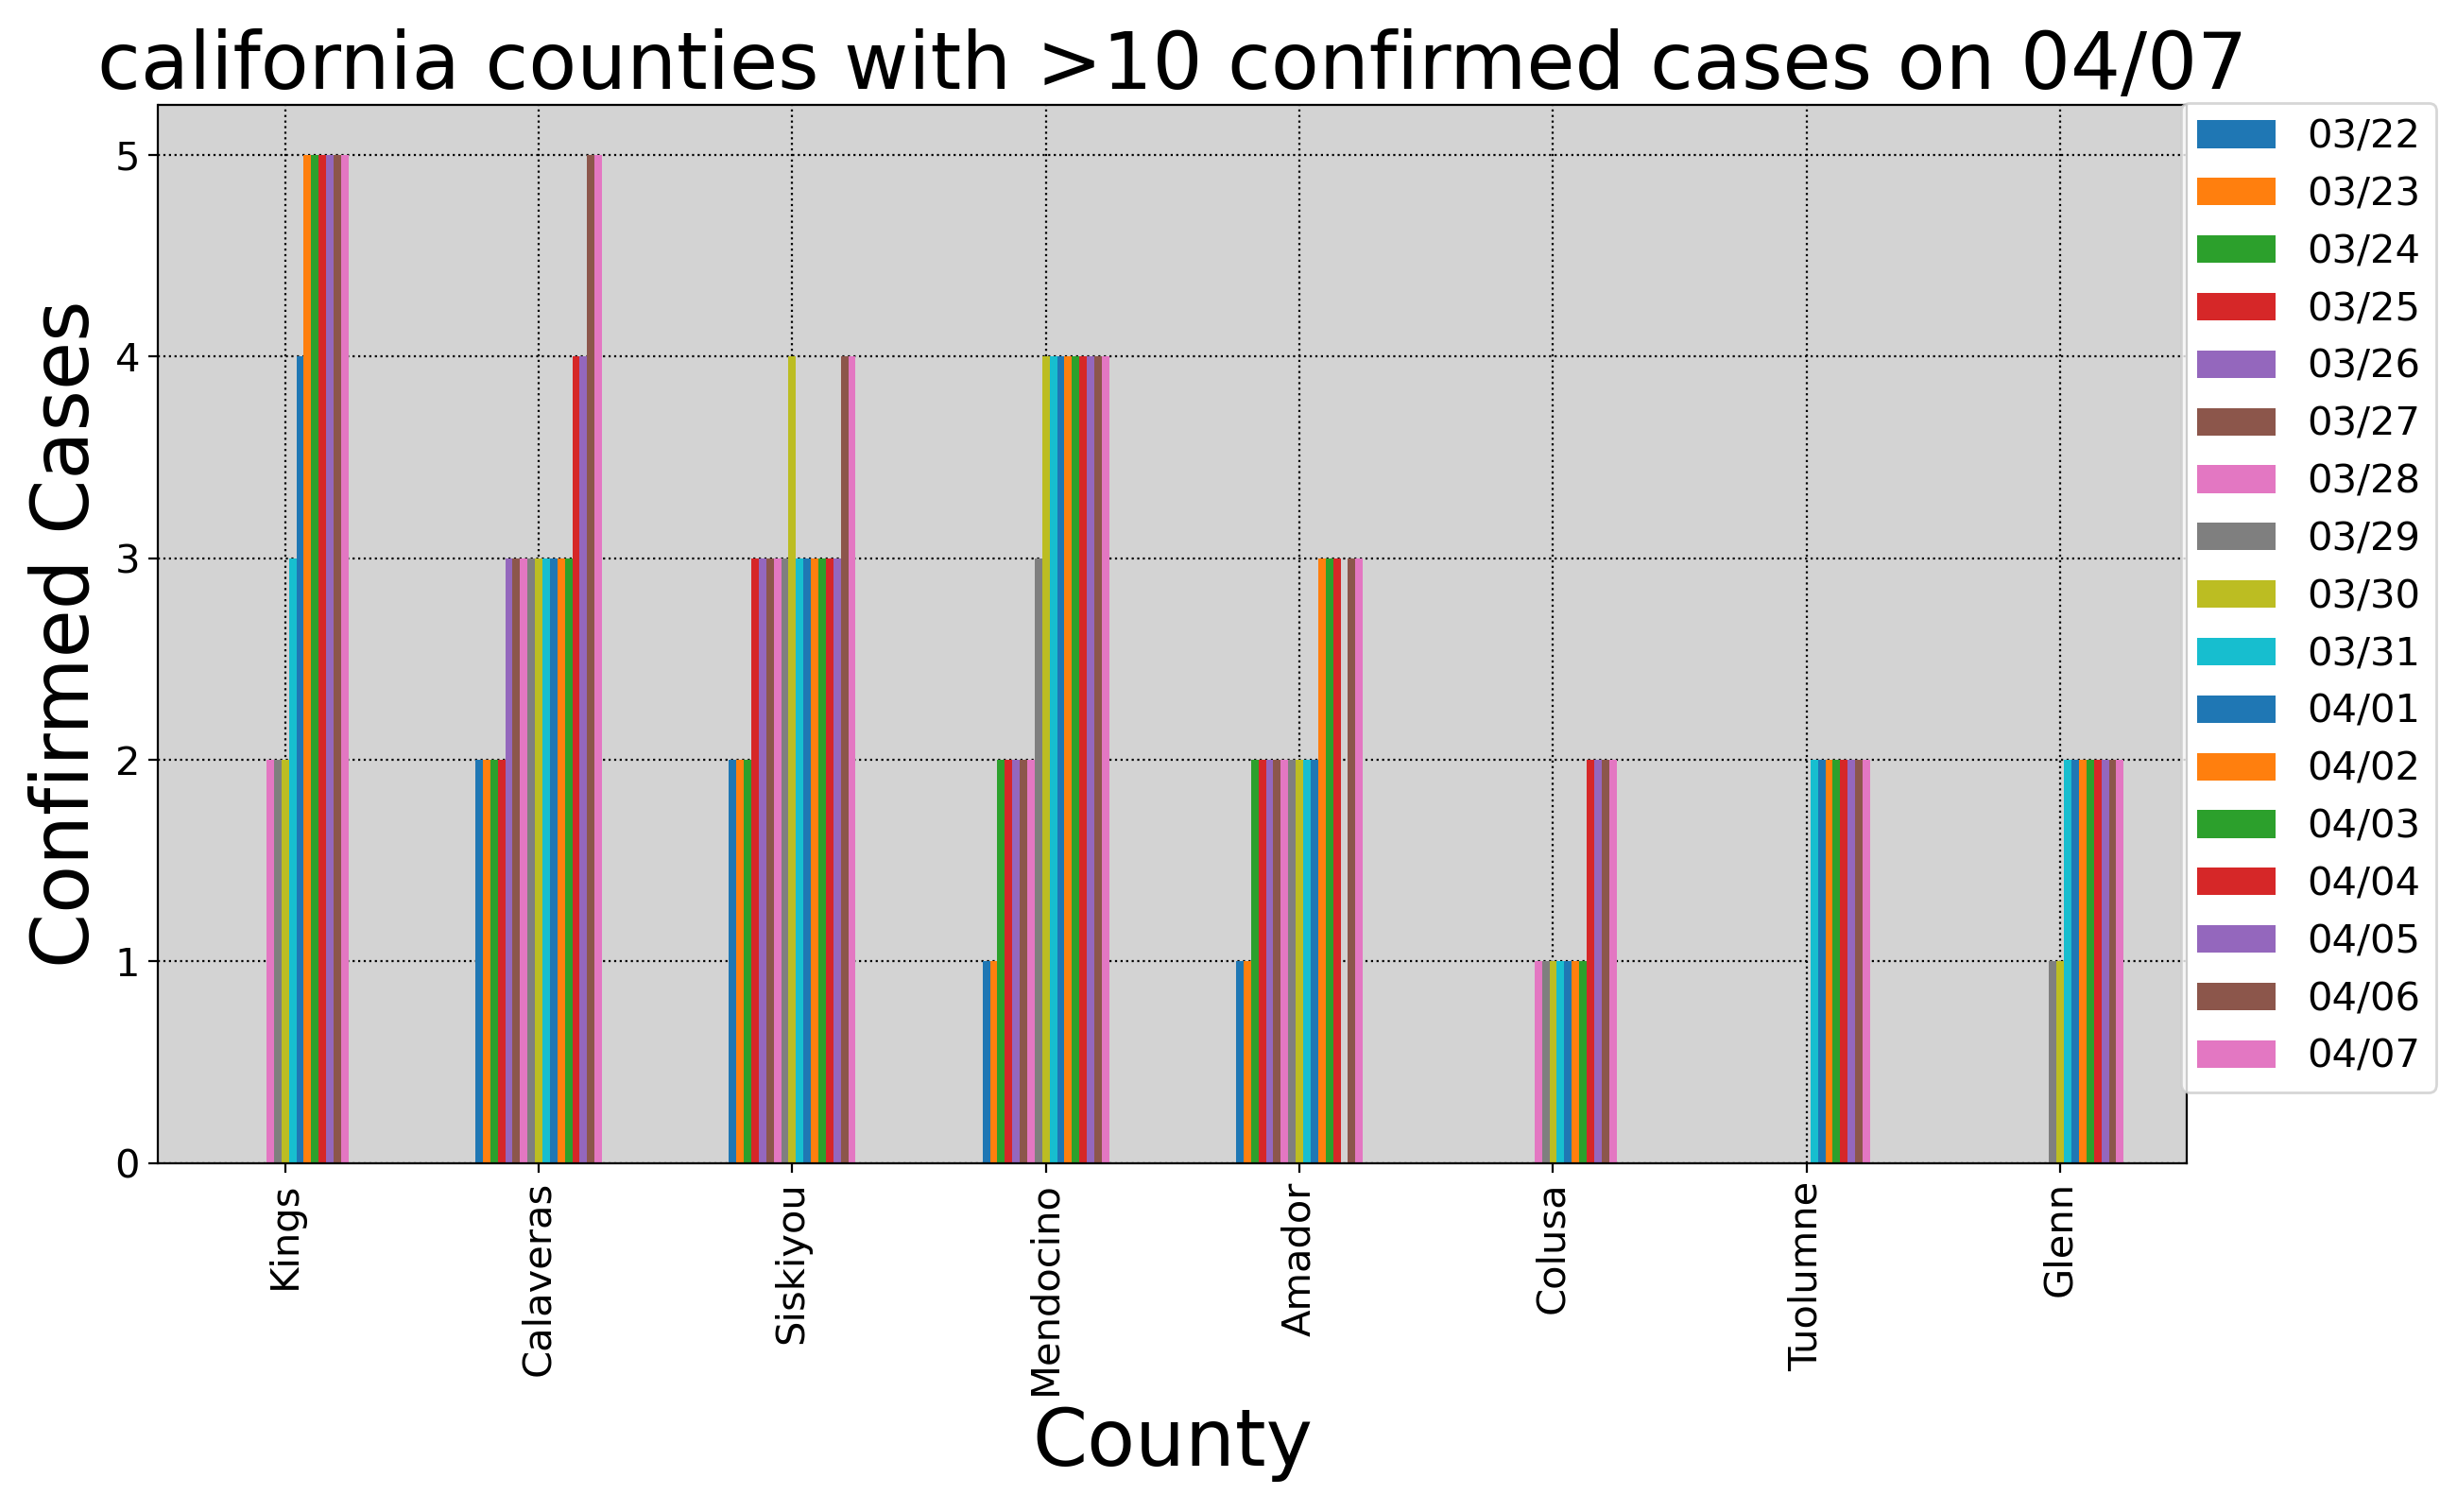 california counties with >10 confirmed cases on 04/07
Confirmed Cases
5
4
3
2
1
0
Kings
Calaveras
Siskiyou
Mendocino
Amador
Colusa
Tuolumne
Glenn
County
03/22
03/23
03/24
03/25
03/26
03/27
03/28
03/29
03/30
03/31
04/01
04/02
04/03
04/04
04/05
04/06
04/07